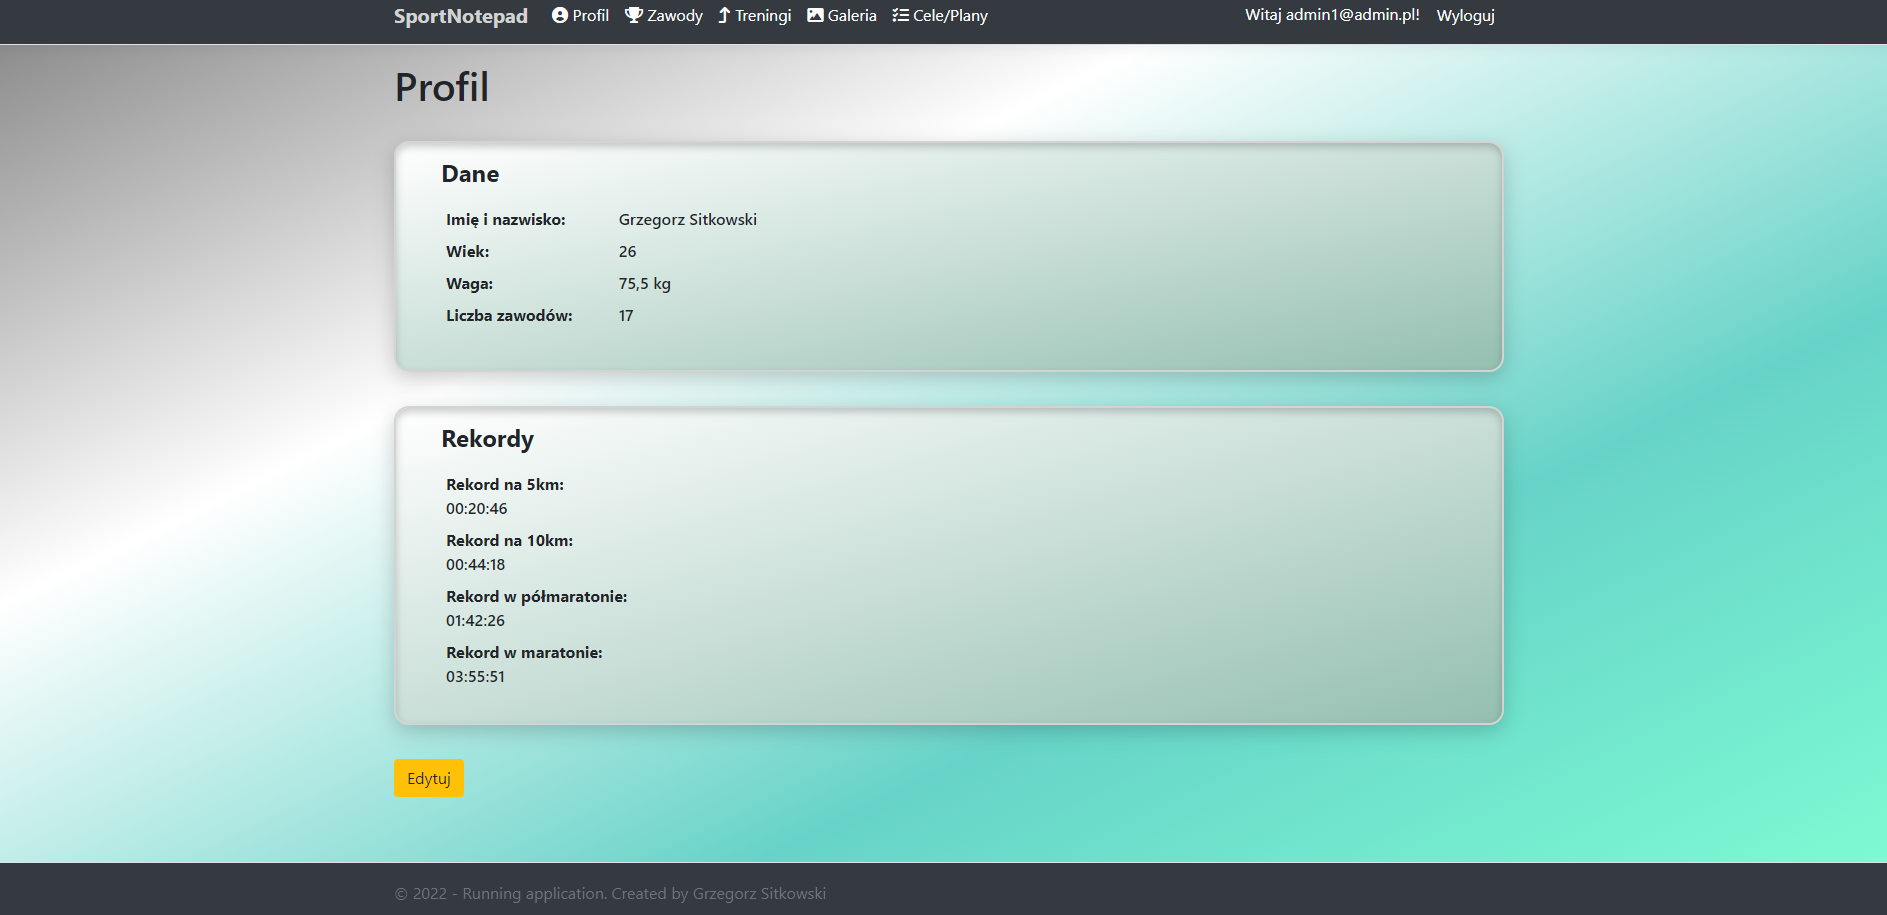 SportNotepad Profil Zawody Treningi Galeria Cele/Plany Witaj admin1@admin.pl! Wyloguj
Profil
Dane
Imię i nazwisko: Grzegorz Sitkowski
Wiek: 26
Waga: 75,5 kg
Liczba zawodów: 17
Rekordy
Rekord na 5km:
00:20:46
Rekord na 10km:
00:44:18
Rekord w półmaratonie:
01:42:26
Rekord w maratonie:
03:55:51
Edytuj
© 2022 - Running application. Created by Grzegorz Sitkowski